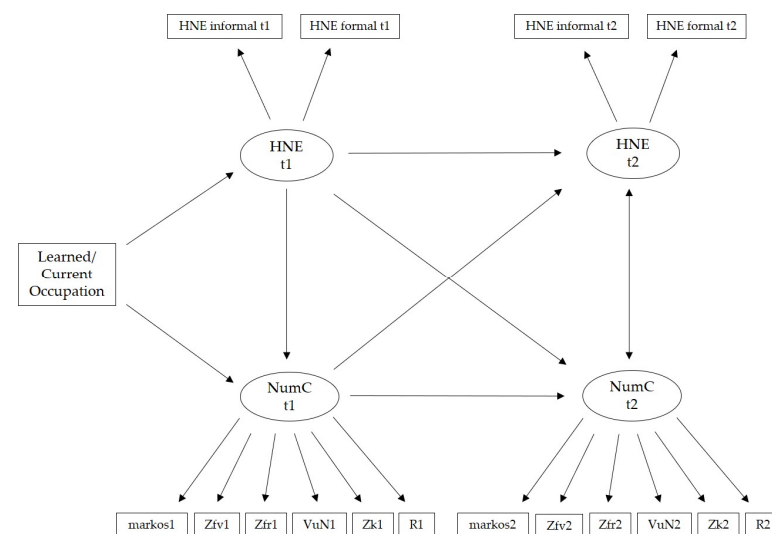 HNE informal t1
HNE formal t1
HNE informal t2
HNE formal t2
HNE
t1
HNE
t2
Learned/
Current
Occupation
NumC
t1
NumC
t2
markos1
Zfv1
Zfr1
VuN1
Zk1
R1
markos2
Zfv2
Zfr2
VuN2
Zk2
R2